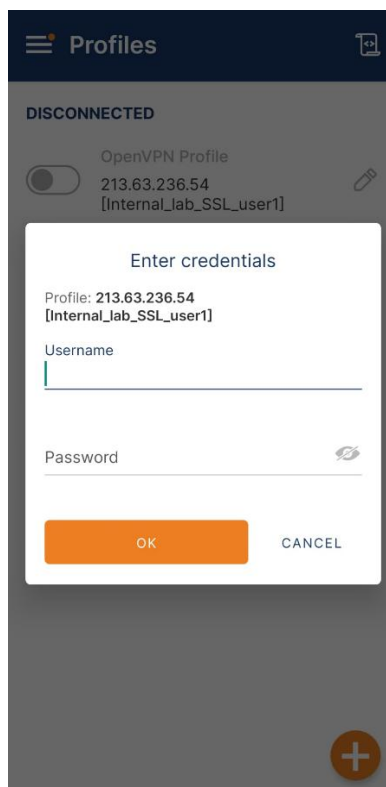 Profiles
DISCONNECTED
OpenVPN Profile
213.63.236.54
[Internal_lab_SSL_user1]
Enter credentials
Profile: 213.63.236.54
[Internal_lab_SSL_user1]
Username
Password
OK
CANCEL